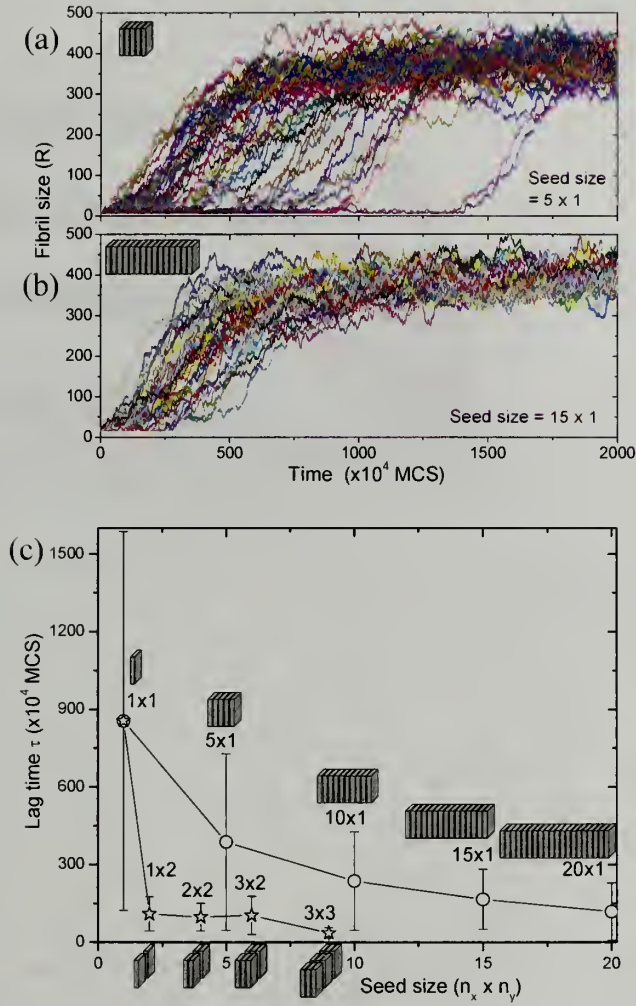 (a)
500
400
300
200
100
0
Seed size
= 5 x 1
Fibril size (R)
(b)
500
400
300
200
100
0
Seed size = 15 x 1
0
500
1000
1500
2000
Time (x10⁴ MCS)
(c)
1500
1200
900
600
300
0
Lag time τ (x10⁴ MCS)
1x1
5x1
10x1
15x1
20x1
1x2
2x2
3x2
3x3
0
5
10
15
20
Seed size (nₓ x n_y)